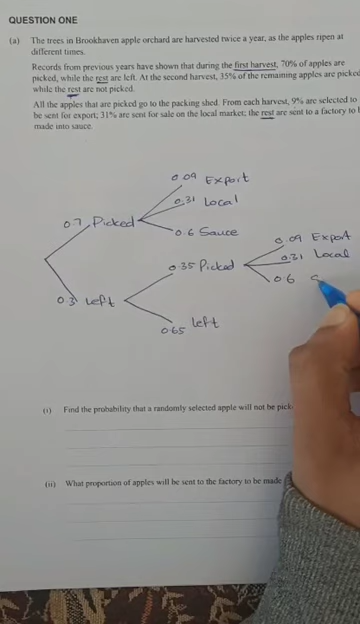 QUESTION ONE
(a) The trees in Brookhaven apple orchard are harvested twice a year, as the apples ripen at
different times.
Records from previous years have shown that during the first harvest, 70% of apples are
picked, while the rest are left. At the second harvest, 35% of the remaining apples are picked
while the rest are not picked.
All the apples that are picked go to the packing shed. From each harvest, 9% are selected to
be sent for export; 31% are sent for sale on the local market; the rest are sent to a factory to
made into sauce.
0.09 Export
0.7 Picked 0.31 Local
0.6 Sauce
0.09 Export
0.35 Picked 0.31 Local
0.6 S
0.3 Left
0.65 left
(i) Find the probability that a randomly selected apple will not be
(ii) What proportion of apples will be sent to the factory to be made